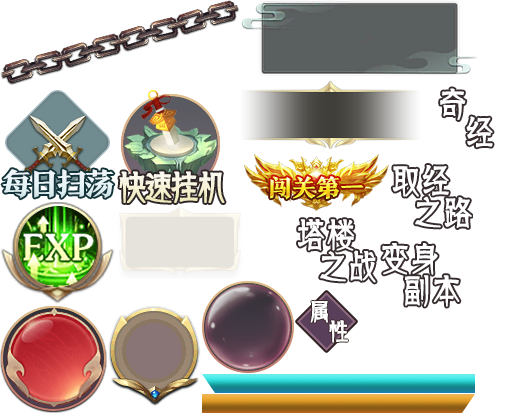 奇
经
每日扫荡
快速挂机
闯关第一
取经
之路
EXP
塔楼
之战
变身
副本
属
性